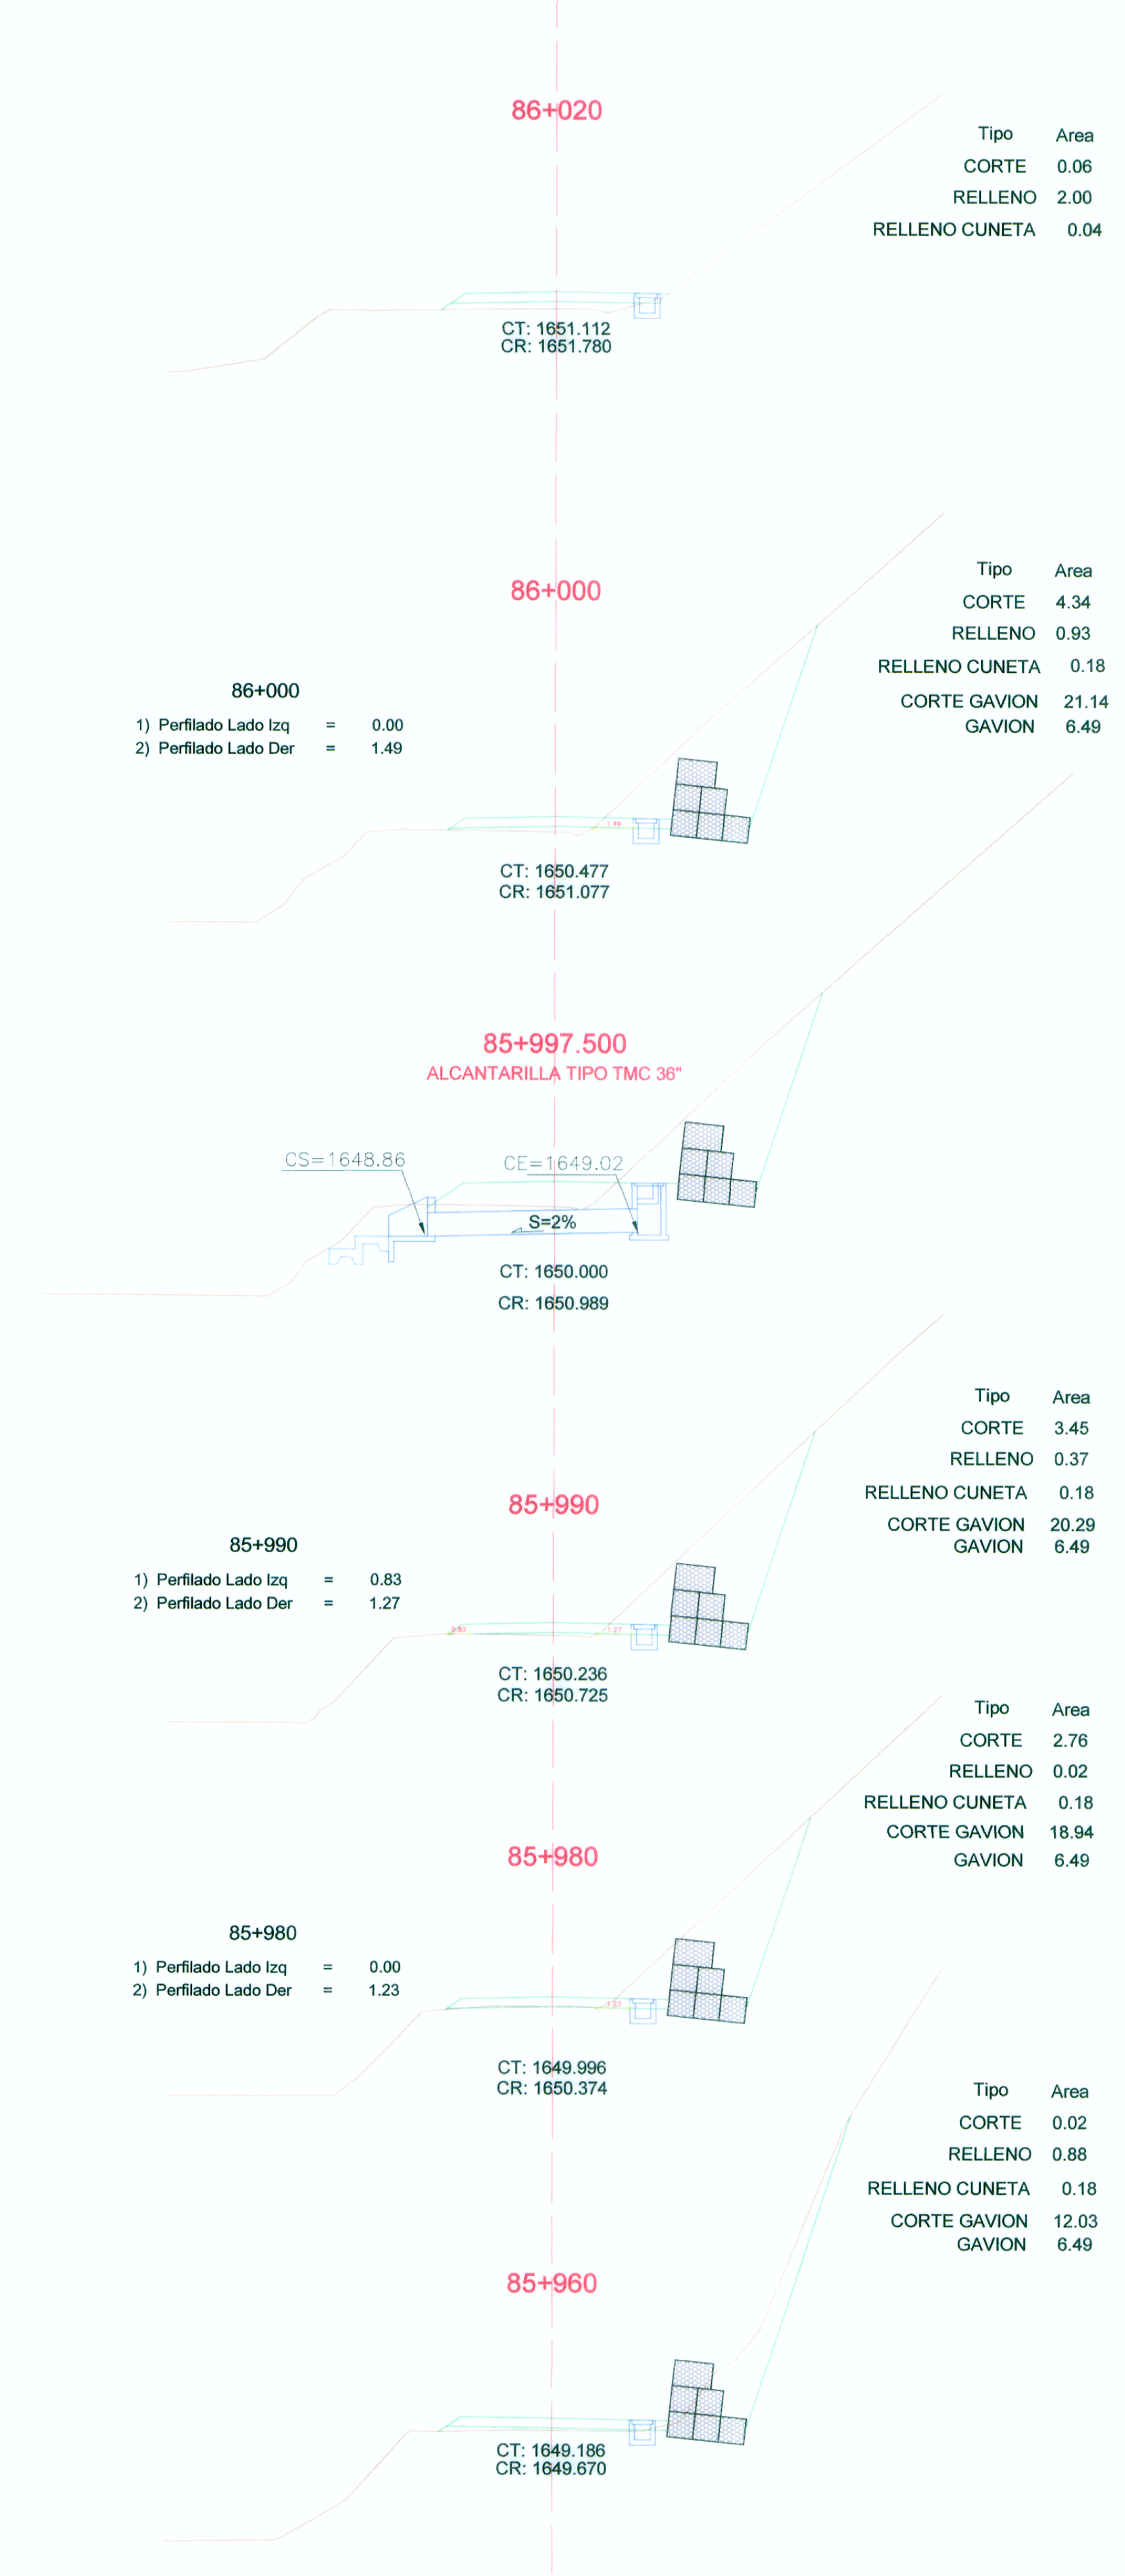 86+020
Tipo Area
CORTE 0.06
RELLENO 2.00
RELLENO CUNETA 0.04
CT: 1651.112
CR: 1651.780
86+000
Tipo Area
CORTE 4.34
RELLENO 0.93
RELLENO CUNETA 0.18
CORTE GAVION 21.14
GAVION 6.49
86+000
1) Perfilado Lado Izq = 0.00
2) Perfilado Lado Der = 1.49
1.49
CT: 1650.477
CR: 1651.077
85+997.500
ALCANTARILLA TIPO TMC 36"
CS=1648.86
CE=1649.02
S=2%
CT: 1650.000
CR: 1650.989
85+990
Tipo Area
CORTE 3.45
RELLENO 0.37
RELLENO CUNETA 0.18
CORTE GAVION 20.29
GAVION 6.49
85+990
1) Perfilado Lado Izq = 0.83
2) Perfilado Lado Der = 1.27
0.83
1.27
CT: 1650.236
CR: 1650.725
Tipo Area
CORTE 2.76
RELLENO 0.02
RELLENO CUNETA 0.18
CORTE GAVION 18.94
GAVION 6.49
85+980
85+980
1) Perfilado Lado Izq = 0.00
2) Perfilado Lado Der = 1.23
1.23
CT: 1649.996
CR: 1650.374
Tipo Area
CORTE 0.02
RELLENO 0.88
RELLENO CUNETA 0.18
CORTE GAVION 12.03
GAVION 6.49
85+960
CT: 1649.186
CR: 1649.670